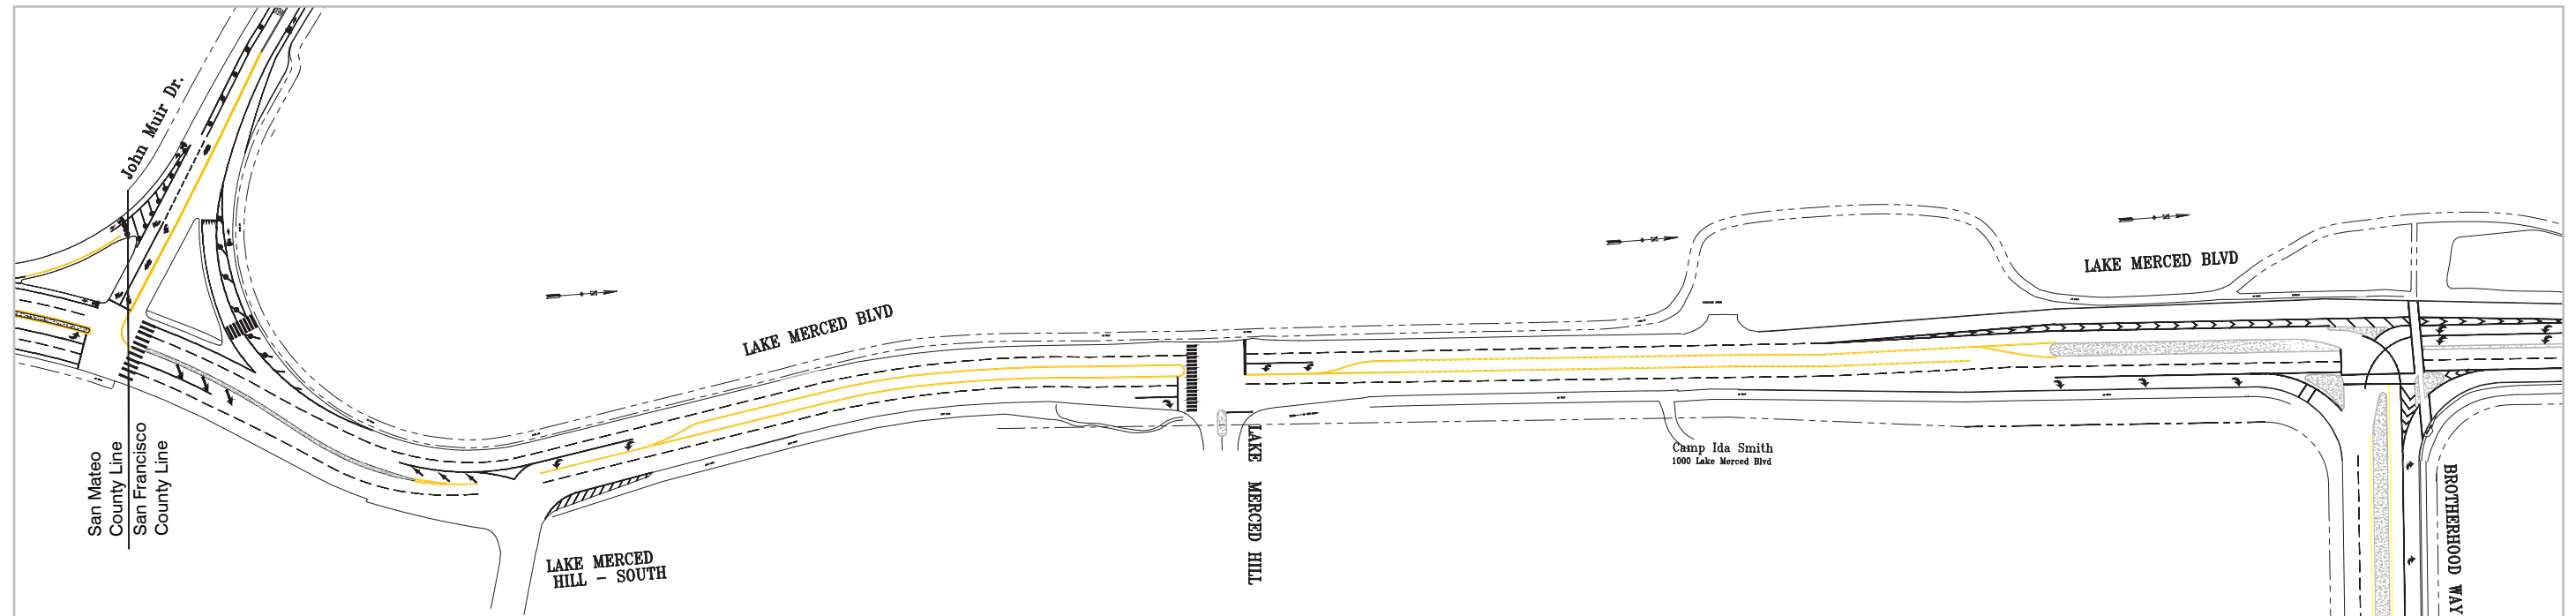 John Muir Dr.
San Mateo
County Line
San Francisco
County Line
LAKE MERCED BLVD
LAKE MERCED
HILL - SOUTH
LAKE MERCED HILL
Camp Ida Smith
1000 Lake Merced Blvd
LAKE MERCED BLVD
BROTHERHOOD WAY